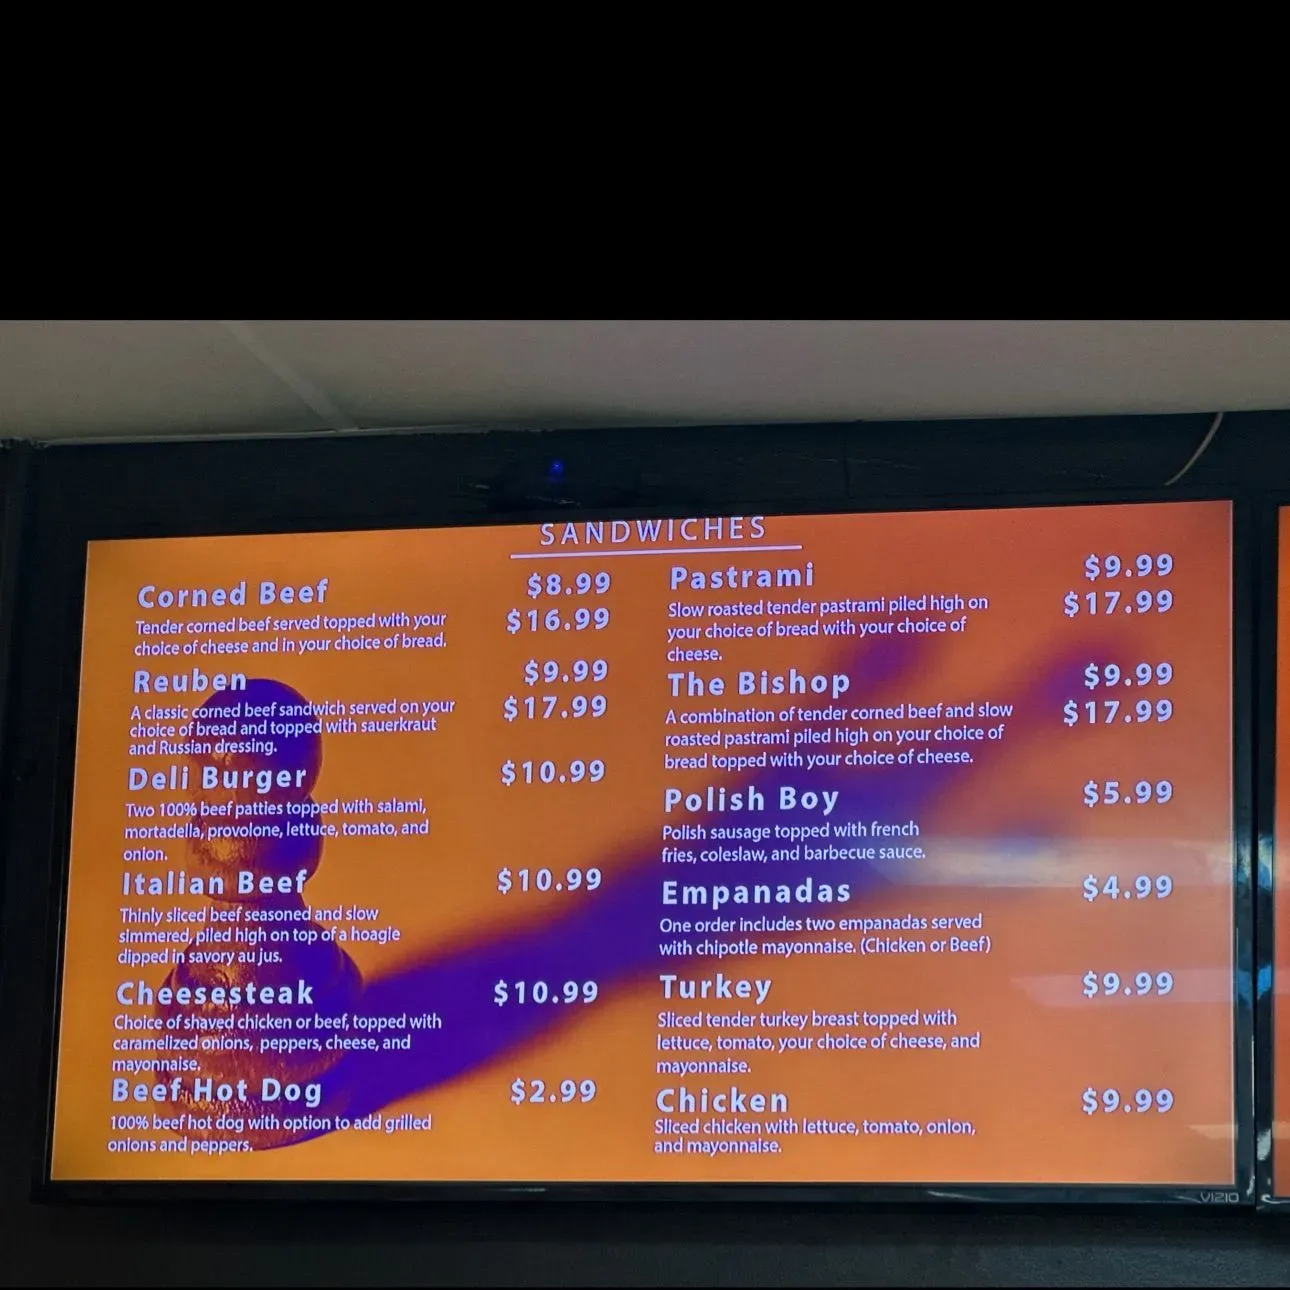 SANDWICHES
Corned Beef $8.99
$16.99
Tender corned beef served topped with your
choice of cheese and in your choice of bread.
Reuben $9.99
$17.99
A classic corned beef sandwich served on your
choice of bread and topped with sauerkraut
and Russian dressing.
Deli Burger $10.99
Two 100% beef patties topped with salami,
mortadella, provolone, lettuce, tomato, and
onion.
Italian Beef $10.99
Thinly sliced beef seasoned and slow
simmered, piled high on top of a hoagie
dipped in savory au jus.
Cheesesteak $10.99
Choice of shaved chicken or beef, topped with
caramelized onions, peppers, cheese, and
mayonnaise.
Beef Hot Dog $2.99
100% beef hot dog with option to add grilled
onions and peppers.
Pastrami $9.99
$17.99
Slow roasted tender pastrami piled high on
your choice of bread with your choice of
cheese.
The Bishop $9.99
$17.99
A combination of tender corned beef and slow
roasted pastrami piled high on your choice of
bread topped with your choice of cheese.
Polish Boy $5.99
Polish sausage topped with french
fries, coleslaw, and barbecue sauce.
Empanadas $4.99
One order includes two empanadas served
with chipotle mayonnaise. (Chicken or Beef)
Turkey $9.99
Sliced tender turkey breast topped with
lettuce, tomato, your choice of cheese, and
mayonnaise.
Chicken $9.99
Sliced chicken with lettuce, tomato, onion,
and mayonnaise.
VIZIO